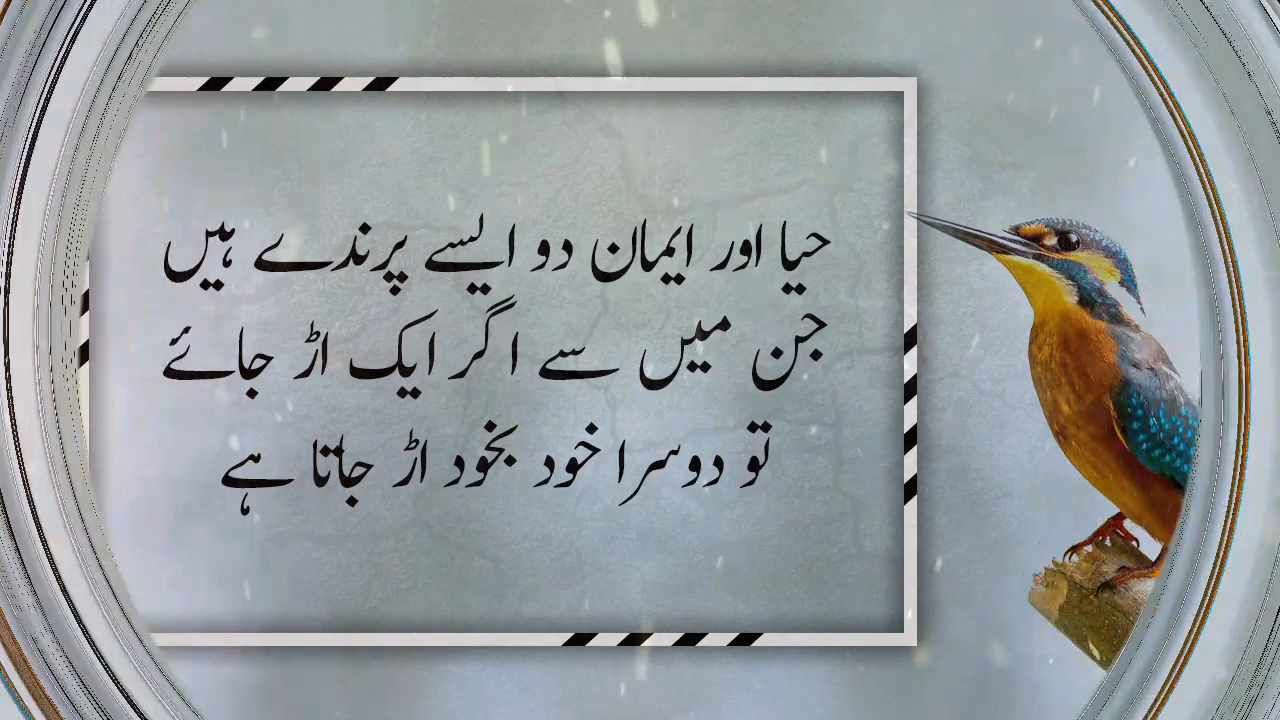 حیا اور ایمان دو ایسے پرندے ہیں
جن میں سے اگر ایک اڑ جائے
تو دوسرا خود بخود اڑ جاتا ہے